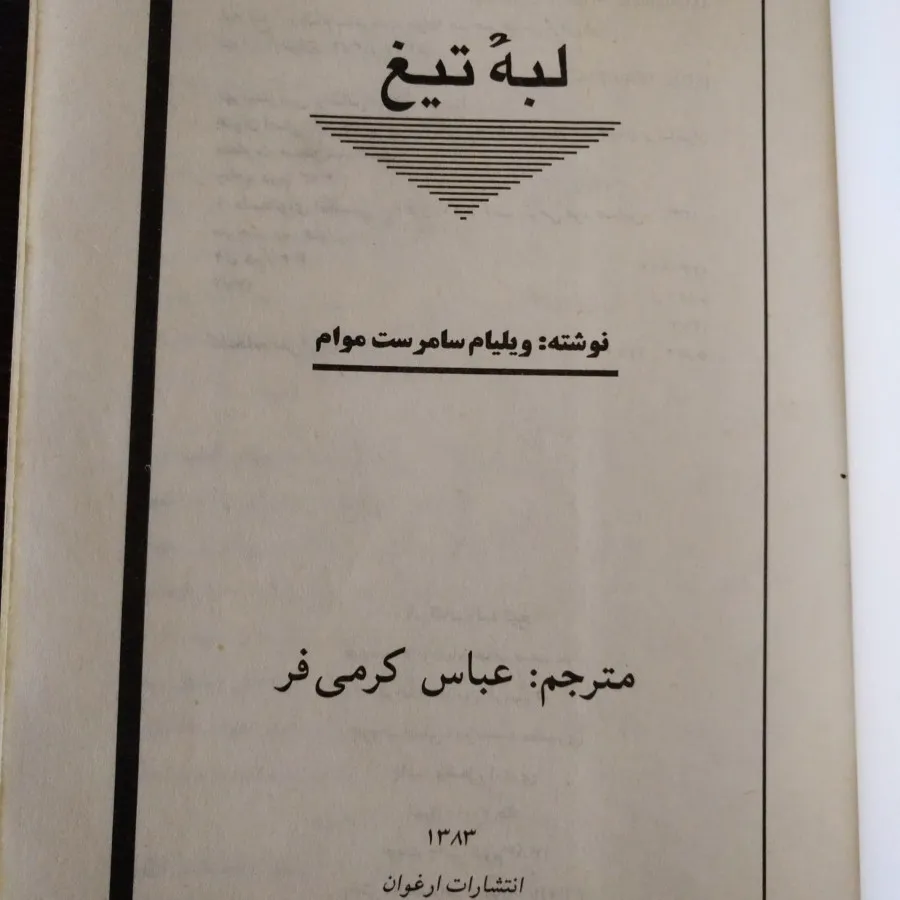 لبهٔ تیغ
نوشته: ویلیام سامرست موام
مترجم: عباس کرمی‌فر
۱۳۸۳
انتشارات ارغوان